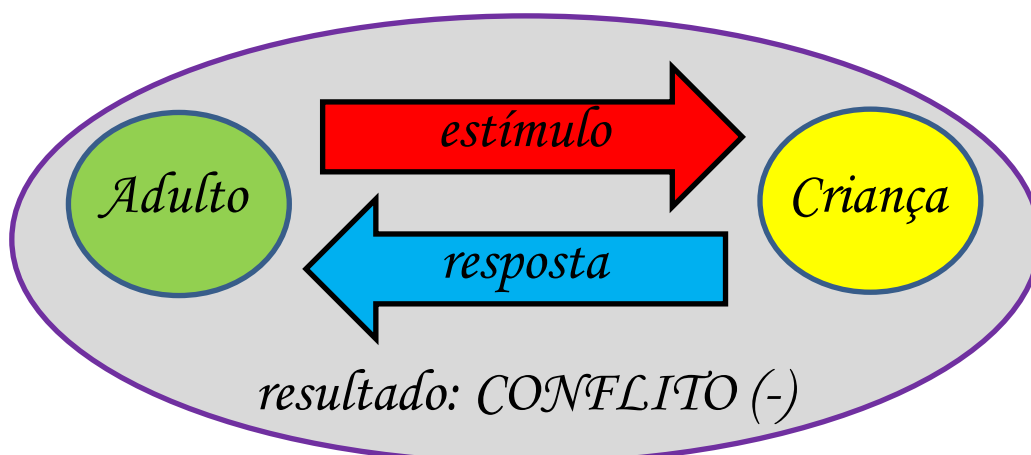 estímulo
Adulto
Criança
resposta
resultado: CONFLITO (-)